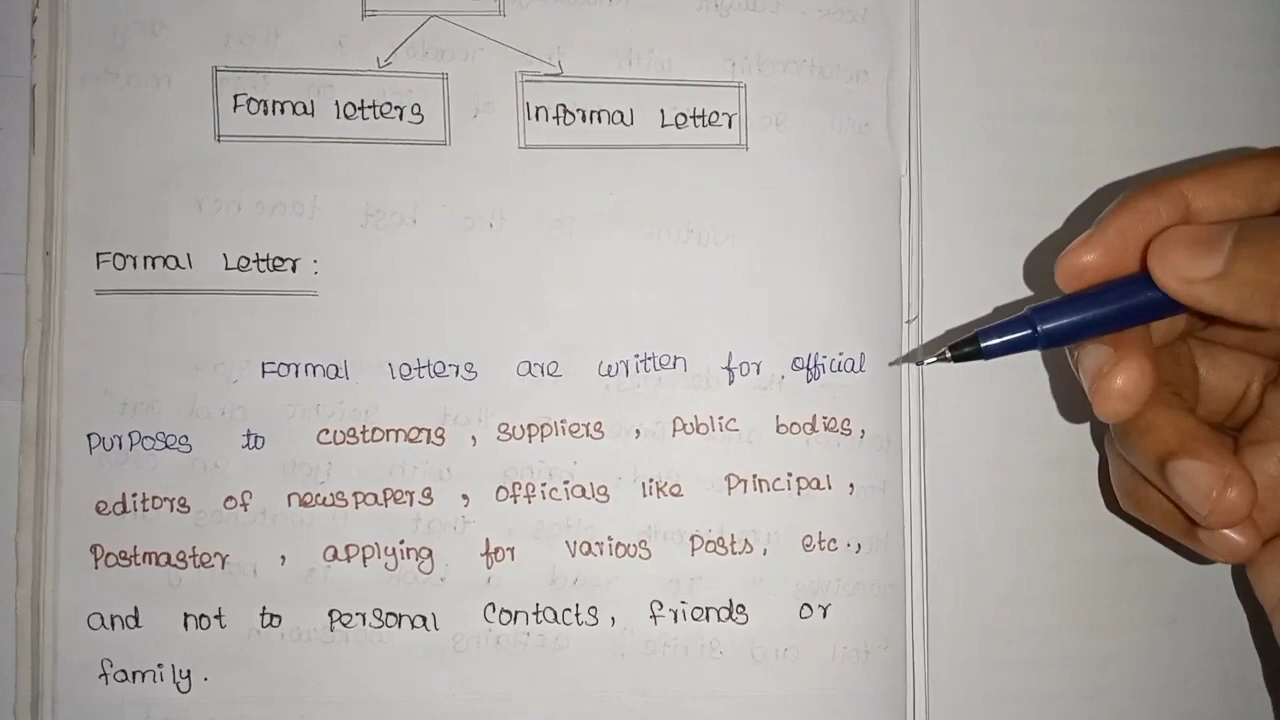 Formal letters
Informal Letter
Formal Letter :
Formal letters are written for official
purposes to customers, suppliers, public bodies,
editors of newspapers, officials like Principal,
Postmaster, applying for various posts, etc.,
and not to personal contacts, friends or
family.